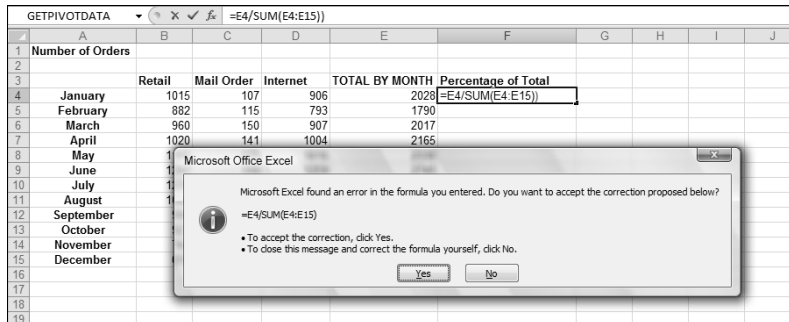 GETPIVOTDATA fx =E4/SUM(E4:E15))
A B C D E F G H I J
1 Number of Orders
2
3 Retail Mail Order Internet TOTAL BY MONTH Percentage of Total
4 January 1015 107 906 2028 =E4/SUM(E4:E15))
5 February 882 115 793 1790
6 March 960 150 907 2017
7 April 1020 141 1004 2165
8 May
9 June
10 July
11 August
12 September
13 October
14 November
15 December
16
17
18
19
Microsoft Office Excel
Microsoft Excel found an error in the formula you entered. Do you want to accept the correction proposed below?
=E4/SUM(E4:E15)
• To accept the correction, click Yes.
• To close this message and correct the formula yourself, click No.
Yes No